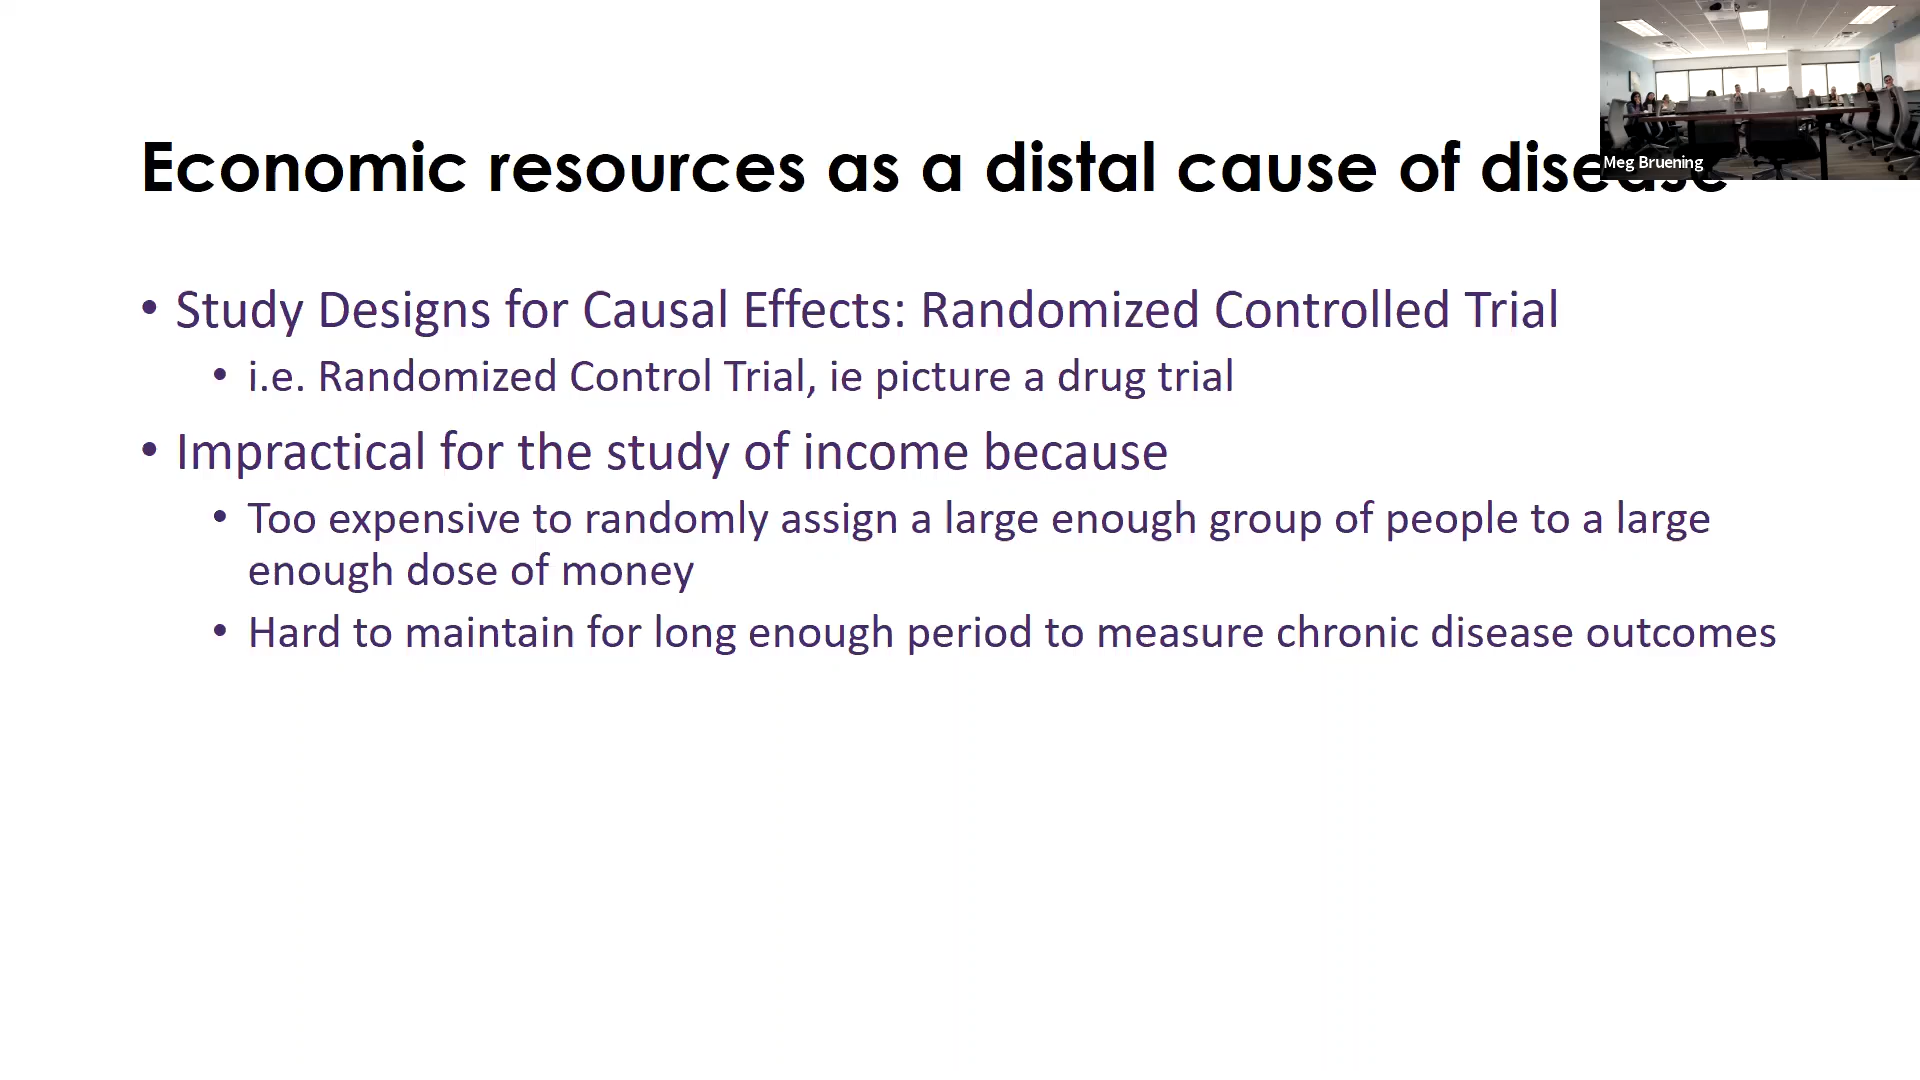 Economic resources as a distal cause of disease
Meg Bruening
• Study Designs for Causal Effects: Randomized Controlled Trial
• i.e. Randomized Control Trial, ie picture a drug trial
• Impractical for the study of income because
• Too expensive to randomly assign a large enough group of people to a large
enough dose of money
• Hard to maintain for long enough period to measure chronic disease outcomes